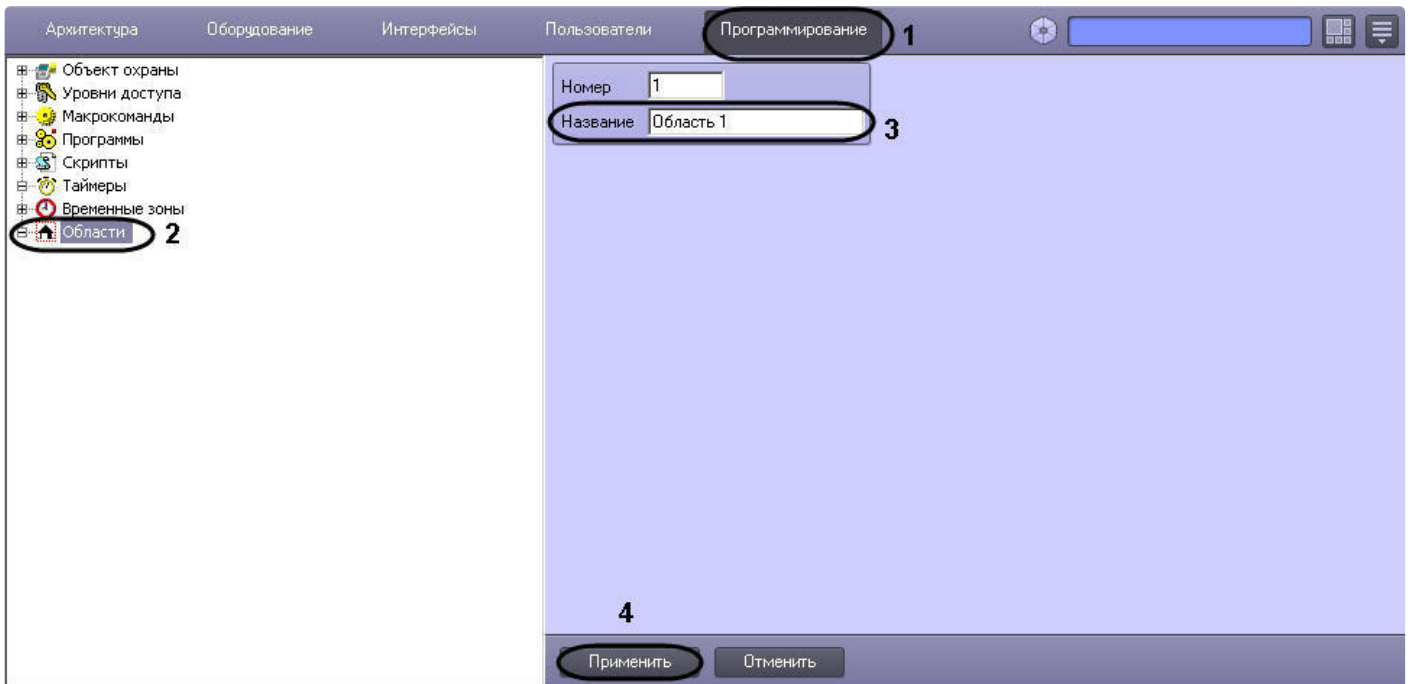 Архитектура Оборудование Интерфейсы Пользователи Программирование 1
Объект охраны
Уровни доступа
Макрокоманды
Программы
Скрипты
Таймеры
Временные зоны
Области 2
Номер 1
Название Область 1 3
4
Применить Отменить